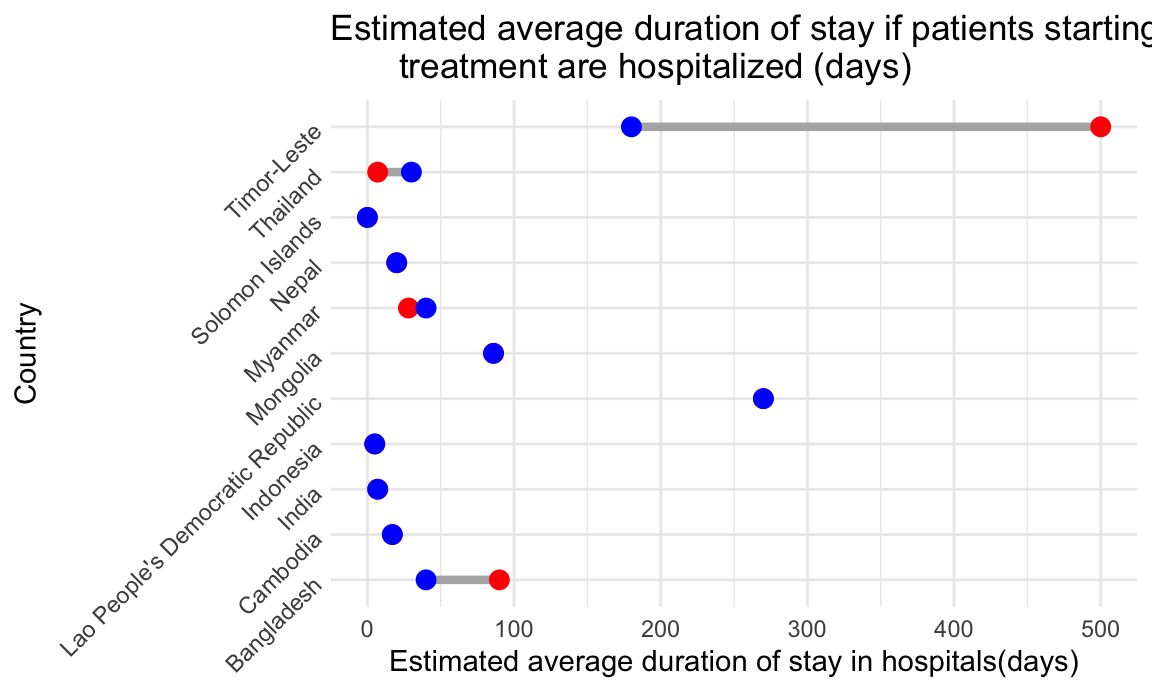 Estimated average duration of stay if patients starting
treatment are hospitalized (days)
Country
Timor-Leste
Thailand
Solomon Islands
Nepal
Myanmar
Mongolia
Lao People's Democratic Republic
Indonesia
India
Cambodia
Bangladesh
0 100 200 300 400 500
Estimated average duration of stay in hospitals(days)